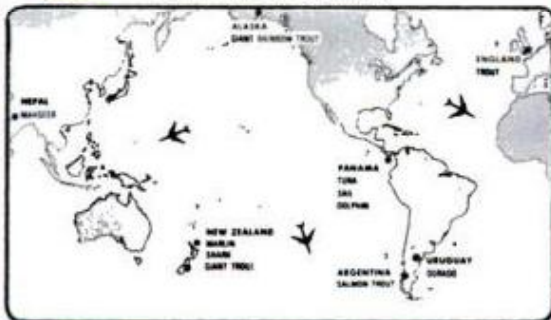 ALASKA
GIANT RAINBOW TROUT
ENGLAND
TROUT
NEPAL
MAHSEER
PANAMA
TUNA
SAIL
DOLPHIN
NEW ZEALAND
MARLIN
SHARK
GIANT TROUT
ARGENTINA
SALMON TROUT
URUGUAY
DORADO